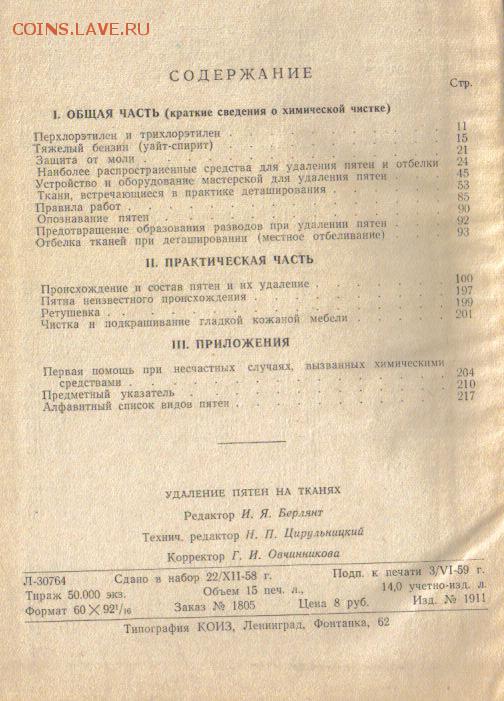 COINS.LAVE.RU
СОДЕРЖАНИЕ
Стр.
I. ОБЩАЯ ЧАСТЬ (краткие сведения о химической чистке)
Перхлорэтилен и трихлорэтилен . . . . . . . . . . 11
Тяжелый бензин (уайт-спирит) . . . . . . . . . . 15
Защита от моли . . . . . . . . . . 21
Наиболее распространенные средства для удаления пятен и отбелки 24
Устройство и оборудование мастерской для удаления пятен . . 45
Ткани, встречающиеся в практике деташирования . . . . . . 53
Правила работ . . . . . . . . . . 85
Опознавание пятен . . . . . . . . . . 90
Предотвращение образования разводов при удалении пятен . . 92
Отбелка тканей при деташировании (местное отбеливание) . . 93
II. ПРАКТИЧЕСКАЯ ЧАСТЬ
Происхождение и состав пятен и их удаление . . . . . . 100
Пятна неизвестного происхождения . . . . . . . . 197
Ретушевка . . . . . . . . . . 199
Чистка и подкрашивание гладкой кожаной мебели . . . . . 201
III. ПРИЛОЖЕНИЯ
Первая помощь при несчастных случаях, вызванных химическими
средствами . . . . . . . . . . 204
Предметный указатель . . . . . . . . . . 210
Алфавитный список видов пятен . . . . . . . . . 217
УДАЛЕНИЕ ПЯТЕН НА ТКАНЯХ
Редактор И. Я. Берлянт
Технич. редактор Н. П. Цирульницкий
Корректор Г. И. Овчинникова
Л-30764 Сдано в набор 22/XII-58 г. Подп. к печати 3/VI-59 г.
Тираж 50.000 экз. Объем 15 печ. л., 14,0 учетно-изд. л.
Формат 60 × 92 1/16 Заказ № 1805 Цена 8 руб. Изд. № 1911
Типография КОИЗ, Ленинград, Фонтанка, 62